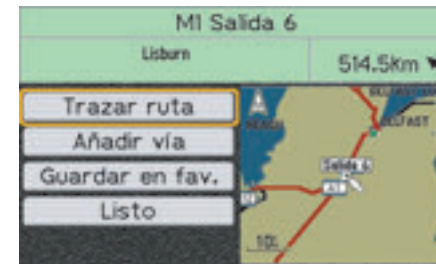 M1 Salida 6
Lisburn
514.5Km
Trazar ruta
Añadir vía
Guardar en fav.
Listo
BELFAST
Salida 6